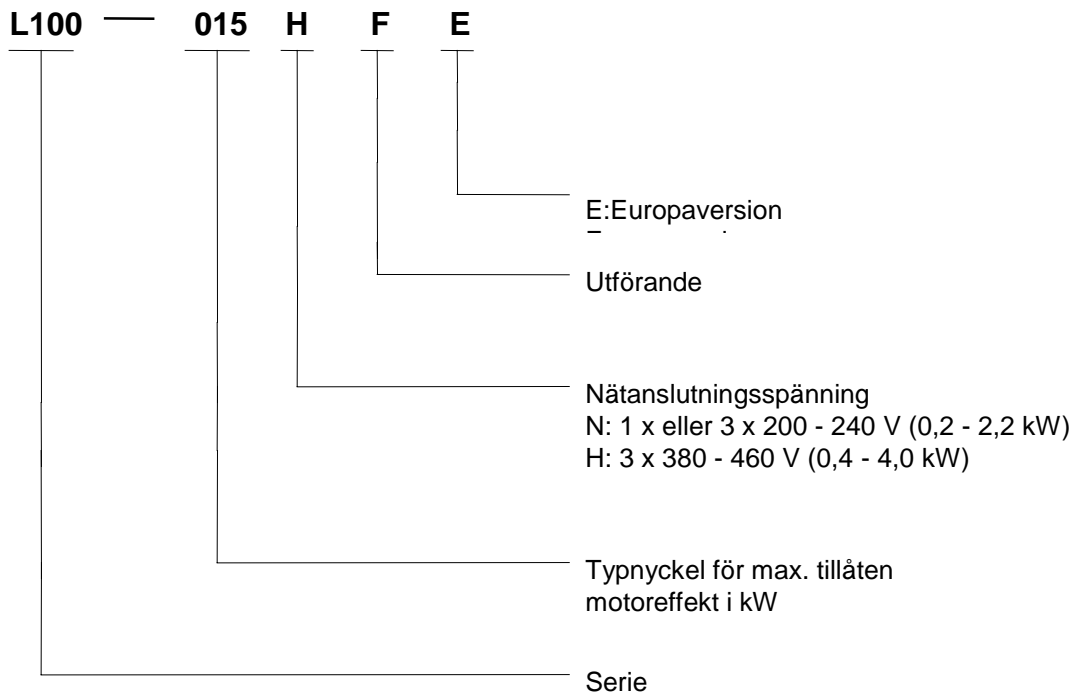 L100 — 015 H F E
E:Europaversion
Utförande
Nätanslutningsspänning
N: 1 x eller 3 x 200 - 240 V (0,2 - 2,2 kW)
H: 3 x 380 - 460 V (0,4 - 4,0 kW)
Typnyckel för max. tillåten
motoreffekt i kW
Serie